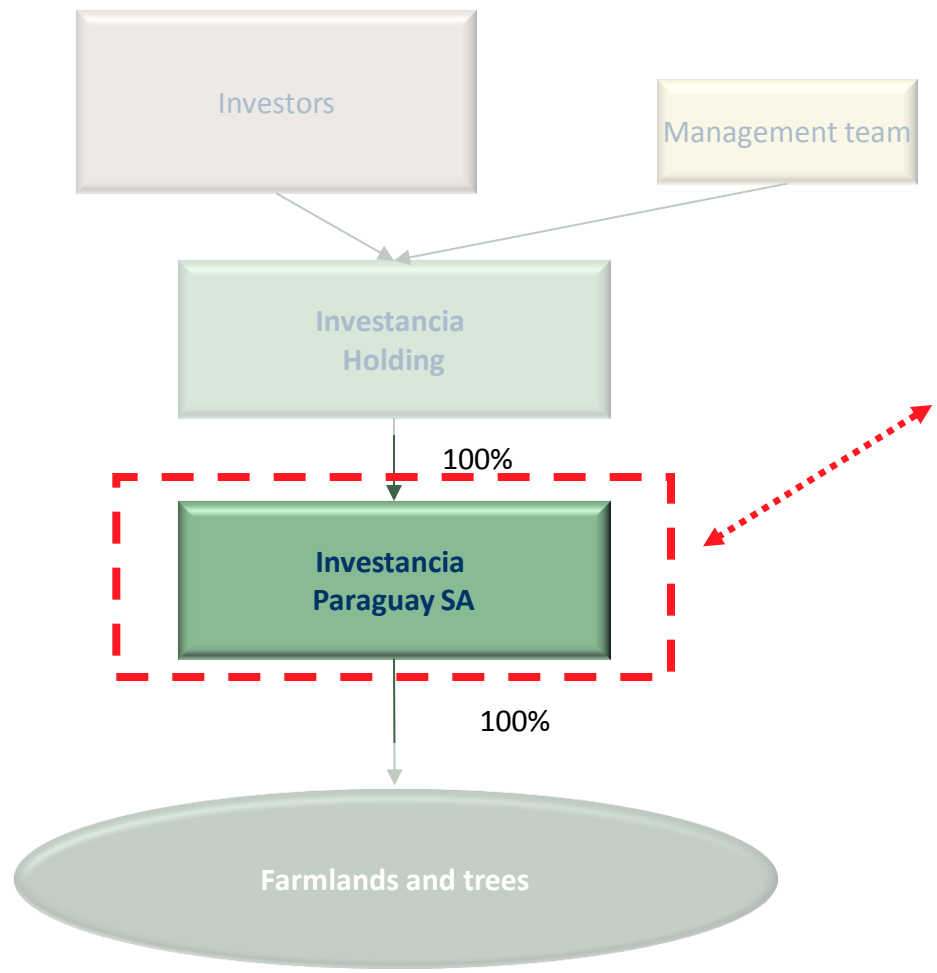 Investors
Management team
Investancia
Holding
100%
Investancia
Paraguay SA
100%
Farmlands and trees